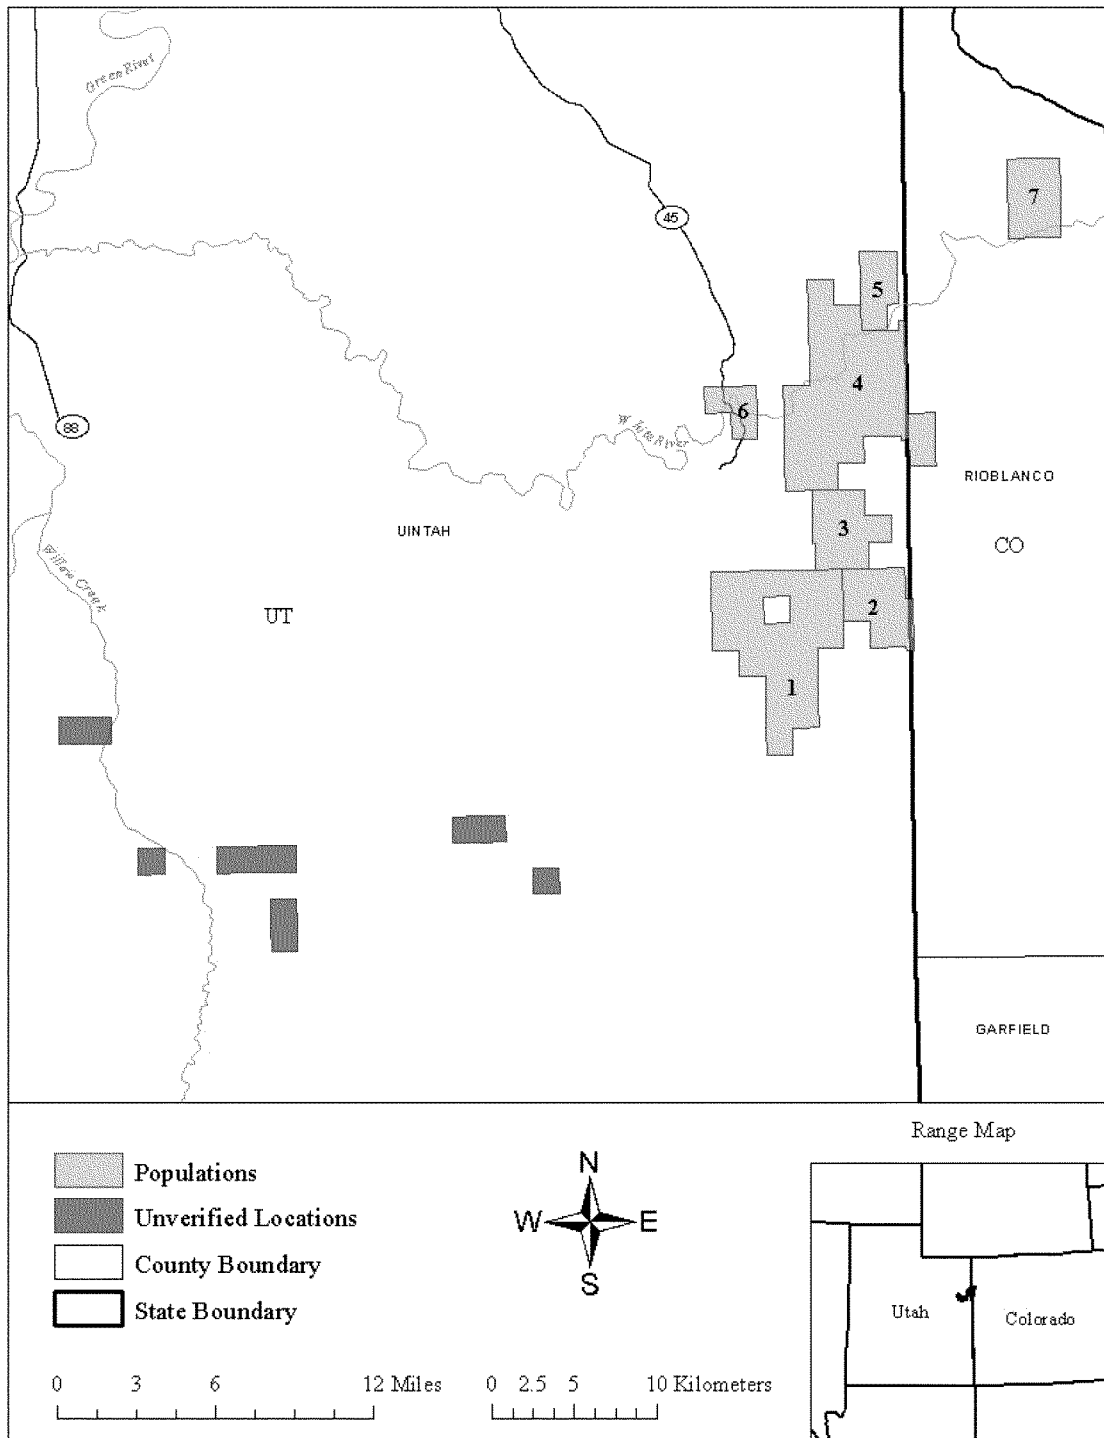 Green River
7
45
5
4
6
88
White River
RIOBLANCO
UINTAH
3
CO
Willow Creek
2
UT
1
GARFIELD
Range Map
Populations
Unverified Locations
County Boundary
State Boundary
N
W E
S
Utah
Colorado
0 3 6 12 Miles
0 2.5 5 10 Kilometers